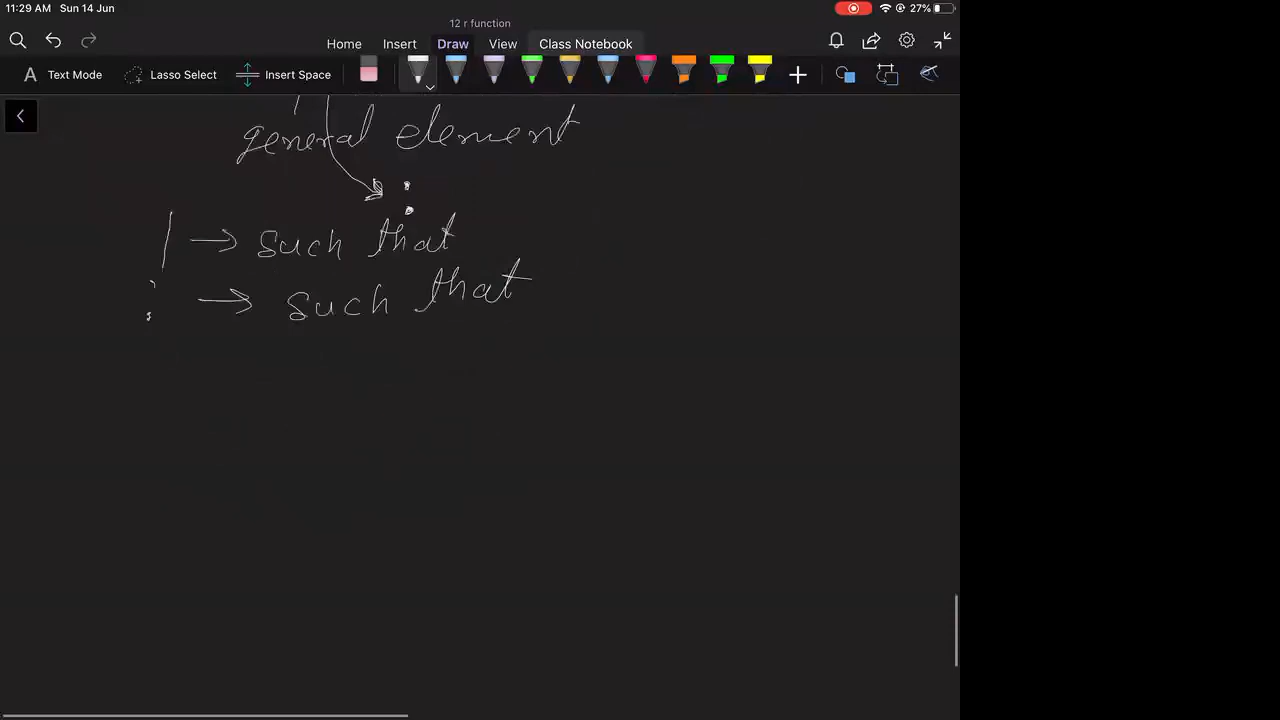 11:29 AM Sun 14 Jun 27%
12 r function
Home Insert Draw View Class Notebook
A Text Mode Lasso Select Insert Space
general element
:
| → such that
: → such that